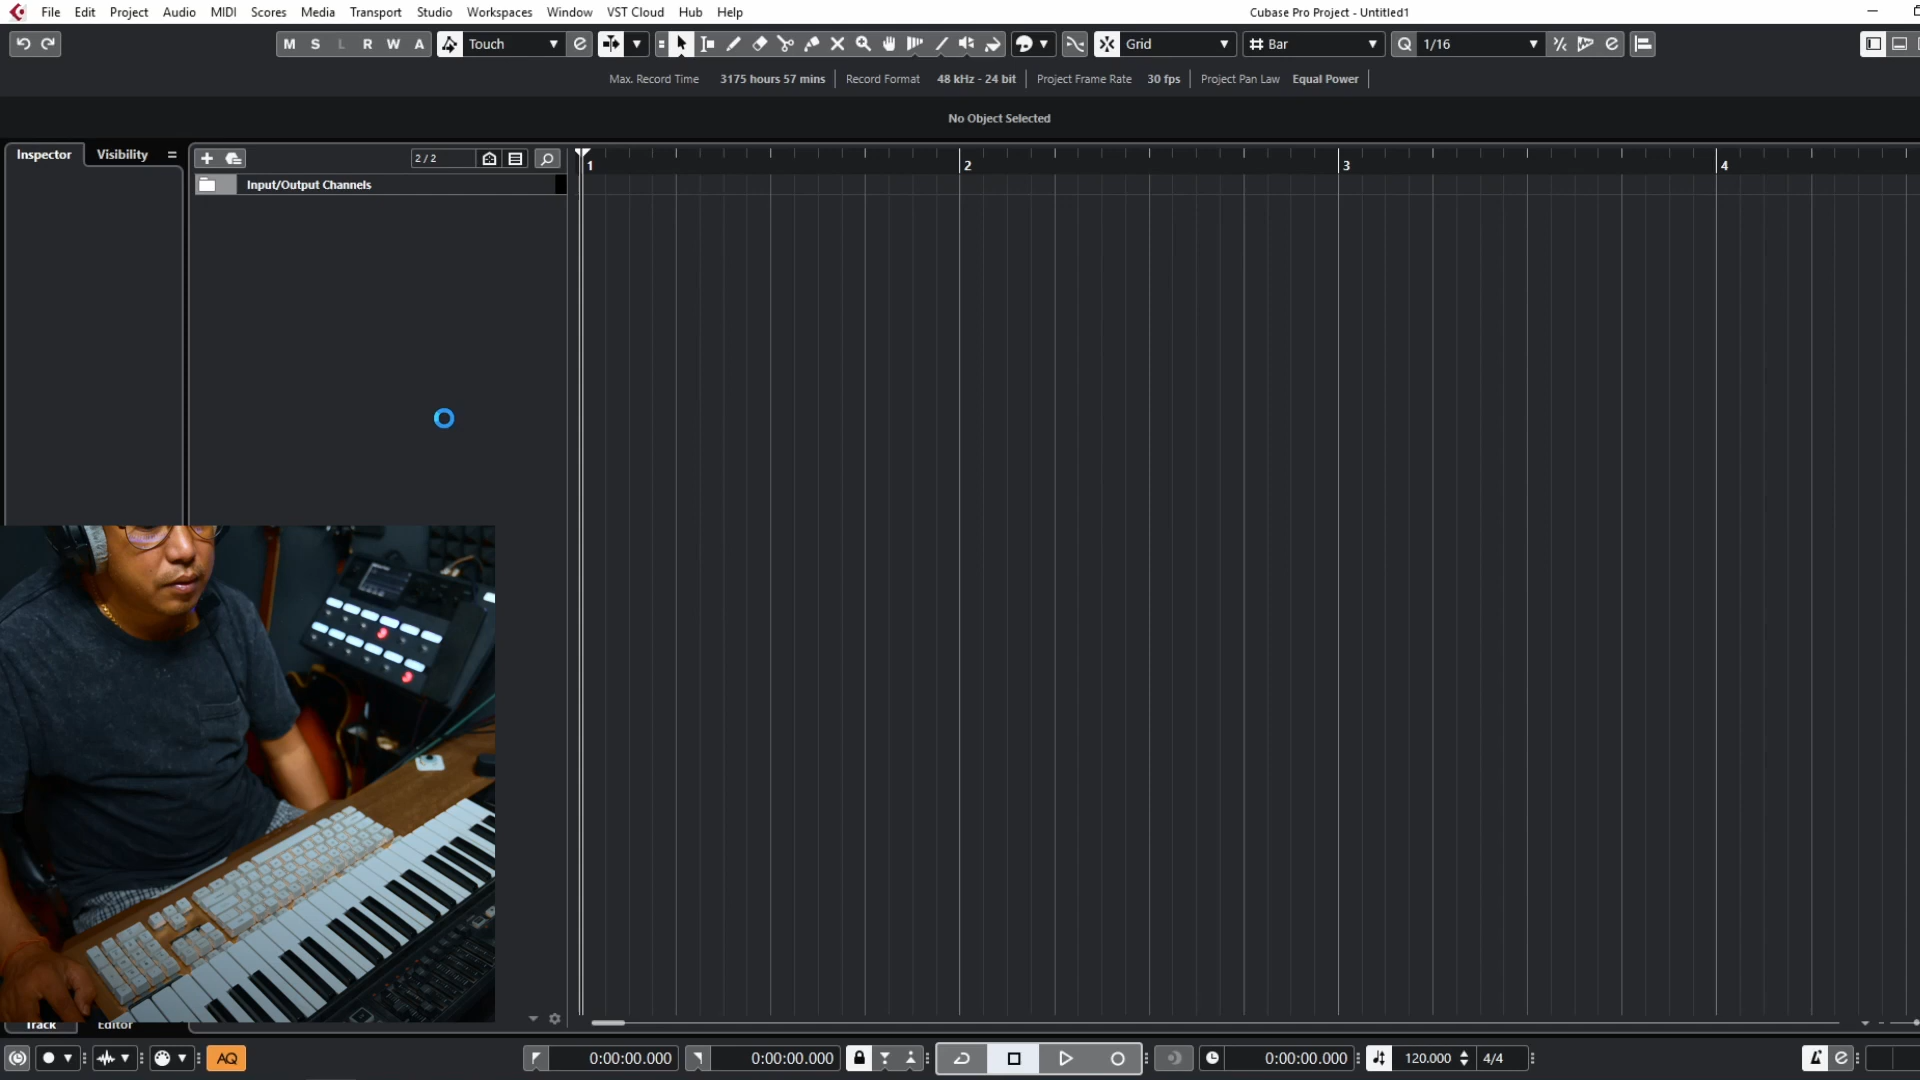 File Edit Project Audio MIDI Scores Media Transport Studio Workspaces Window VST Cloud Hub Help
Cubase Pro Project - Untitled1
M S L R W A Touch Grid Bar Q 1/16
Max. Record Time 3175 hours 57 mins Record Format 48 kHz - 24 bit Project Frame Rate 30 fps Project Pan Law Equal Power
No Object Selected
Inspector Visibility 2 / 2
1 2 3 4
Input/Output Channels
Track Editor
AQ 0:00:00.000 0:00:00.000 0:00:00.000 120.000 4/4